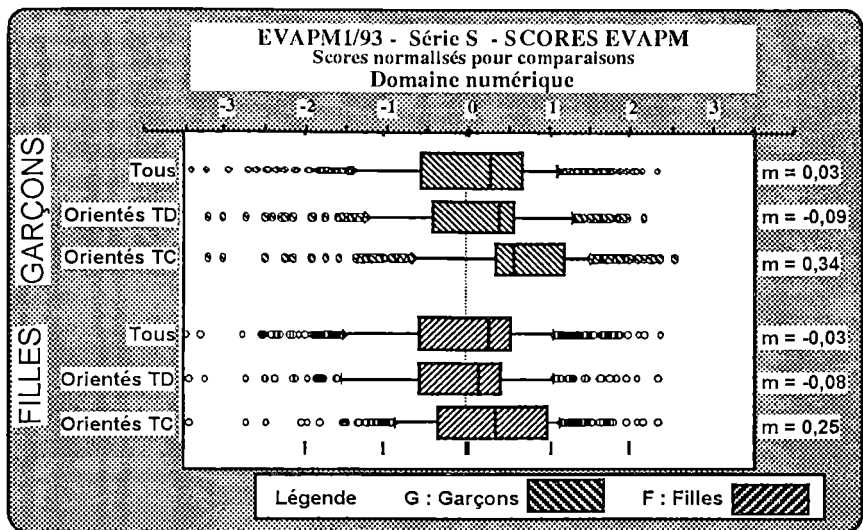 EVAPM1/93 - Série S - SCORES EVAPM
Scores normalisés pour comparaisons
Domaine numérique
-3 -2 -1 0 1 2 3
GARÇONS
Tous m = 0,03
Orientés TD m = -0,09
Orientés TC m = 0,34
FILLES
Tous m = -0,03
Orientés TD m = -0,08
Orientés TC m = 0,25
Légende G : Garçons F : Filles